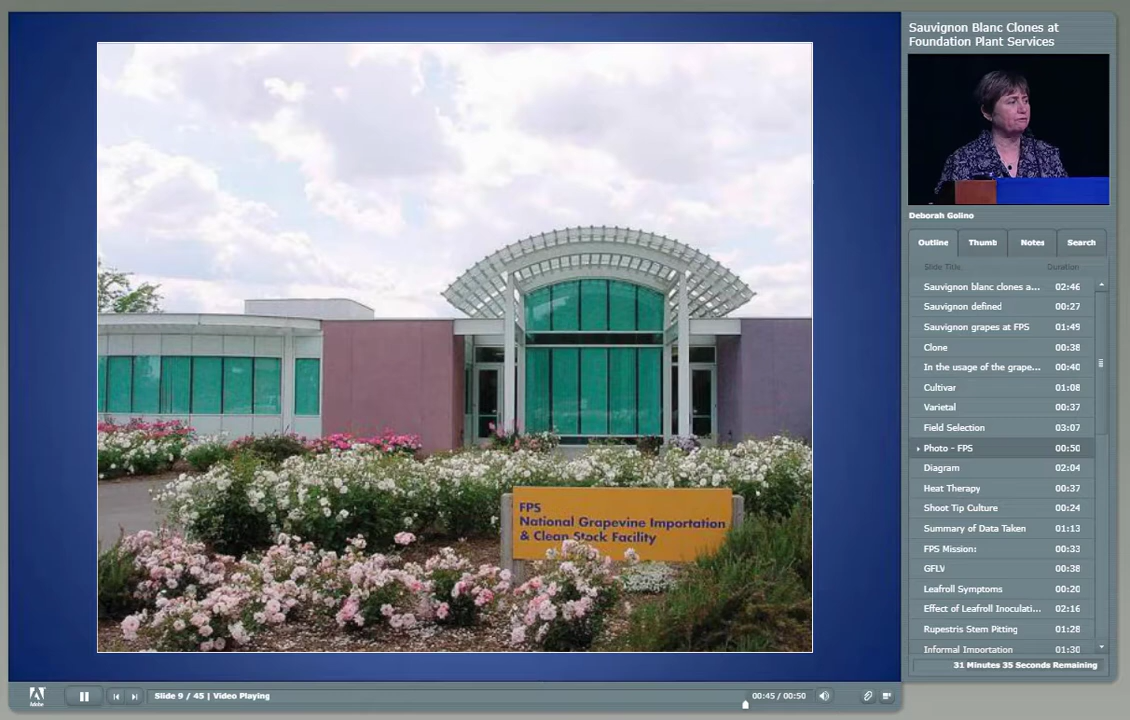 Sauvignon Blanc Clones at
Foundation Plant Services
FPS
National Grapevine Importation
& Clean Stock Facility
Deborah Golino
Outline Thumb Notes Search
Slide Title Duration
Sauvignon blanc clones a... 02:46
Sauvignon defined 00:27
Sauvignon grapes at FPS 01:49
Clone 00:38
In the usage of the grape... 00:40
Cultivar 01:08
Varietal 00:37
Field Selection 03:07
Photo - FPS 00:50
Diagram 02:04
Heat Therapy 00:37
Shoot Tip Culture 00:24
Summary of Data Taken 01:13
FPS Mission: 00:33
GFLV 00:38
Leafroll Symptoms 00:20
Effect of Leafroll Inoculati... 02:16
Rupestris Stem Pitting 01:28
Informal Importation 01:30
31 Minutes 35 Seconds Remaining
Adobe
Slide 9 / 45 | Video Playing
00:45 / 00:50